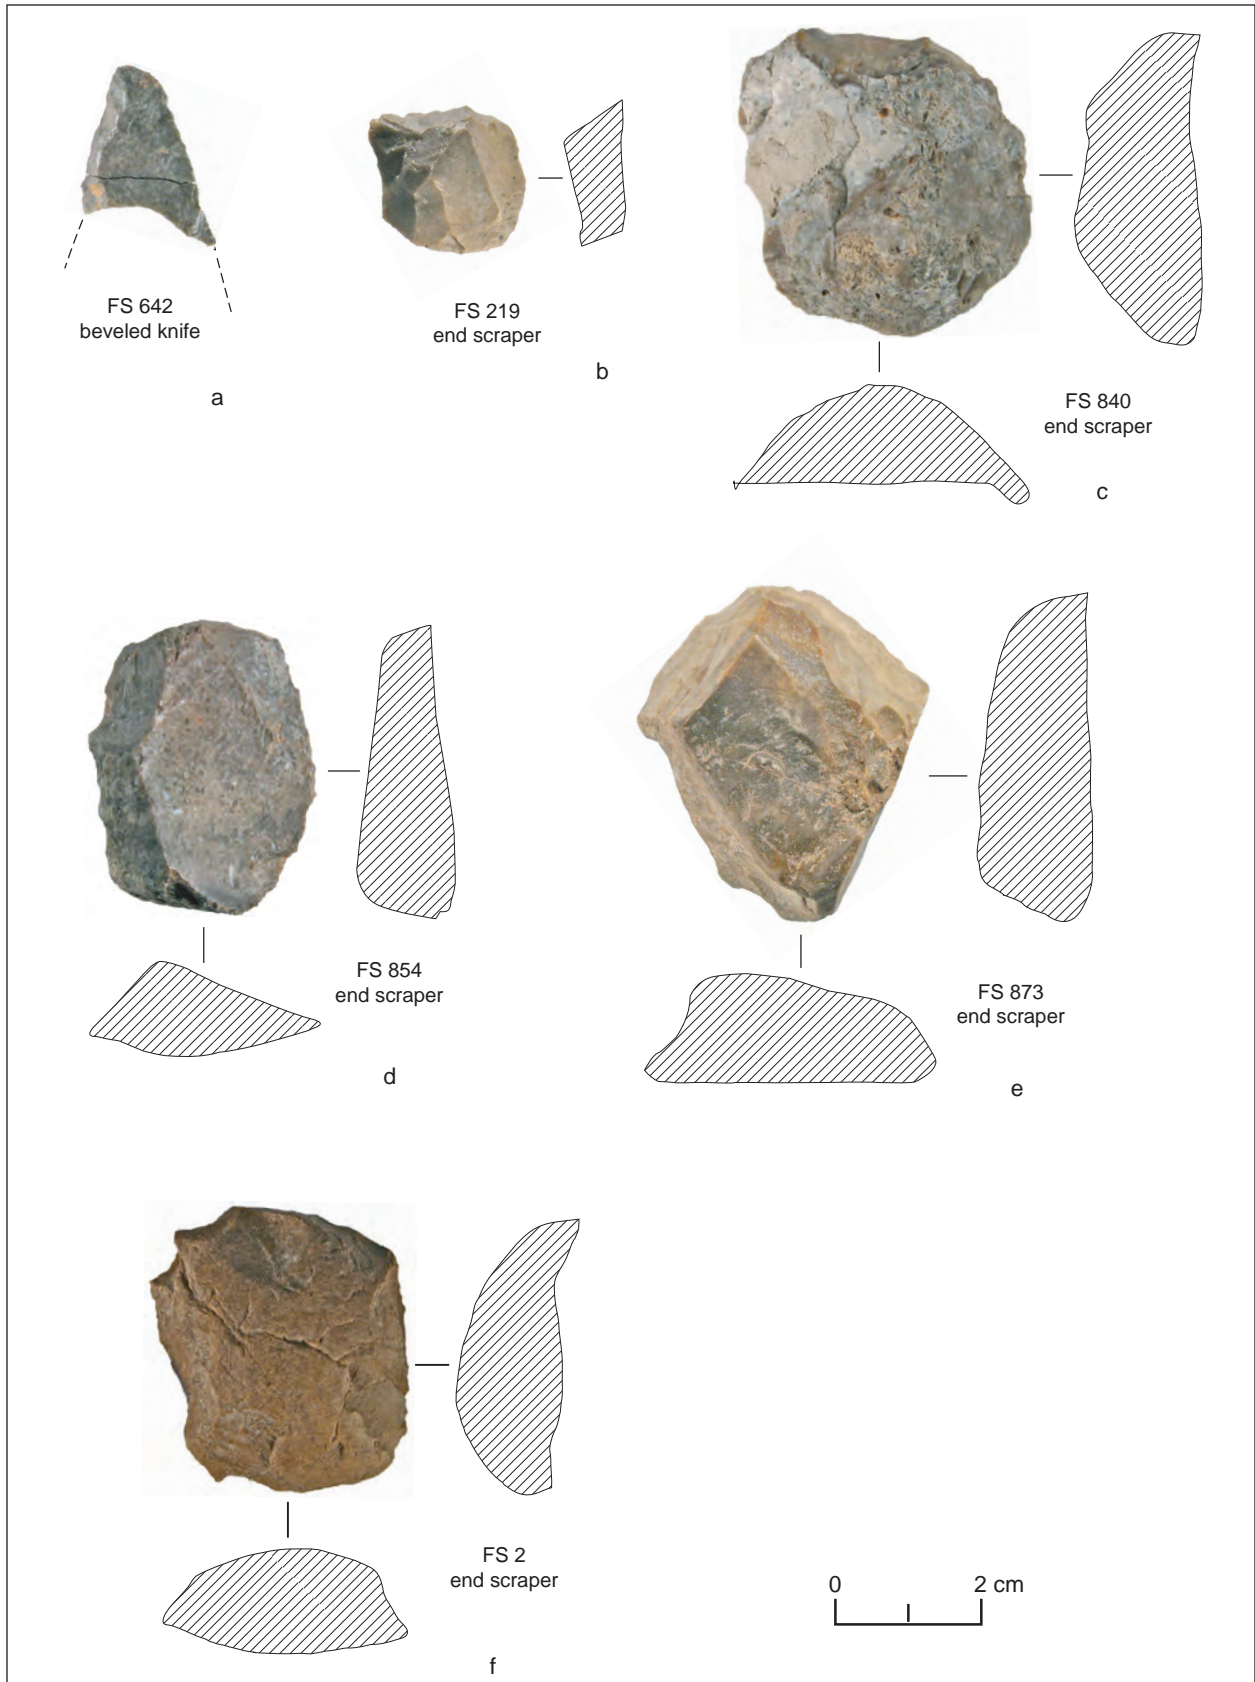 FS 642
beveled knife
a
FS 219
end scraper
b
FS 840
end scraper
c
FS 854
end scraper
d
FS 873
end scraper
e
FS 2
end scraper
f
0 2 cm